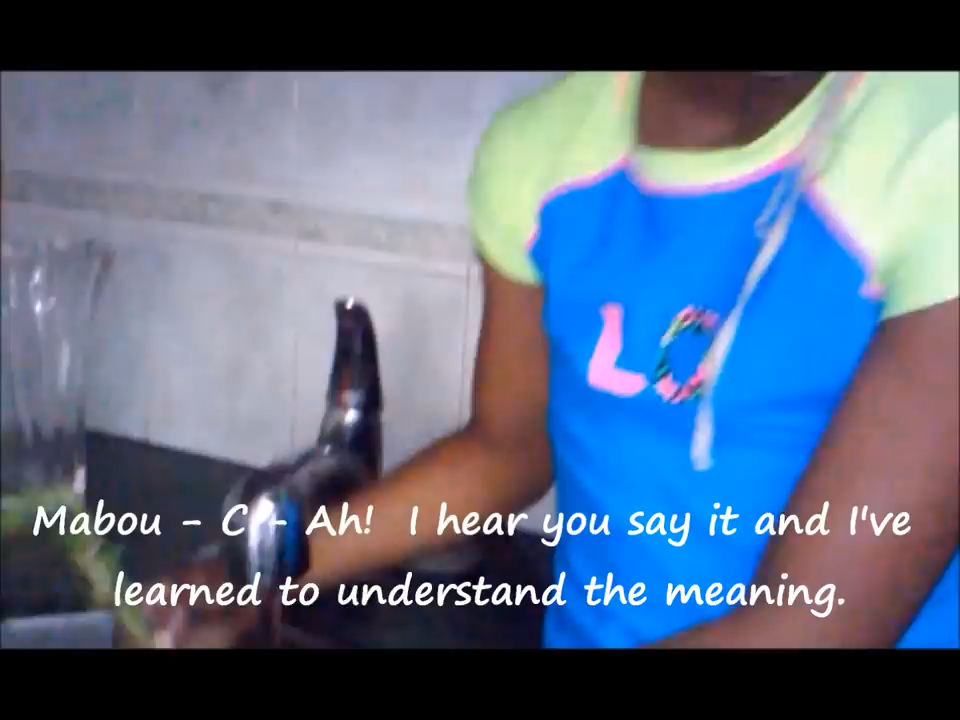 LO
Mabou - C - Ah!  I hear you say it and I've
learned to understand the meaning.